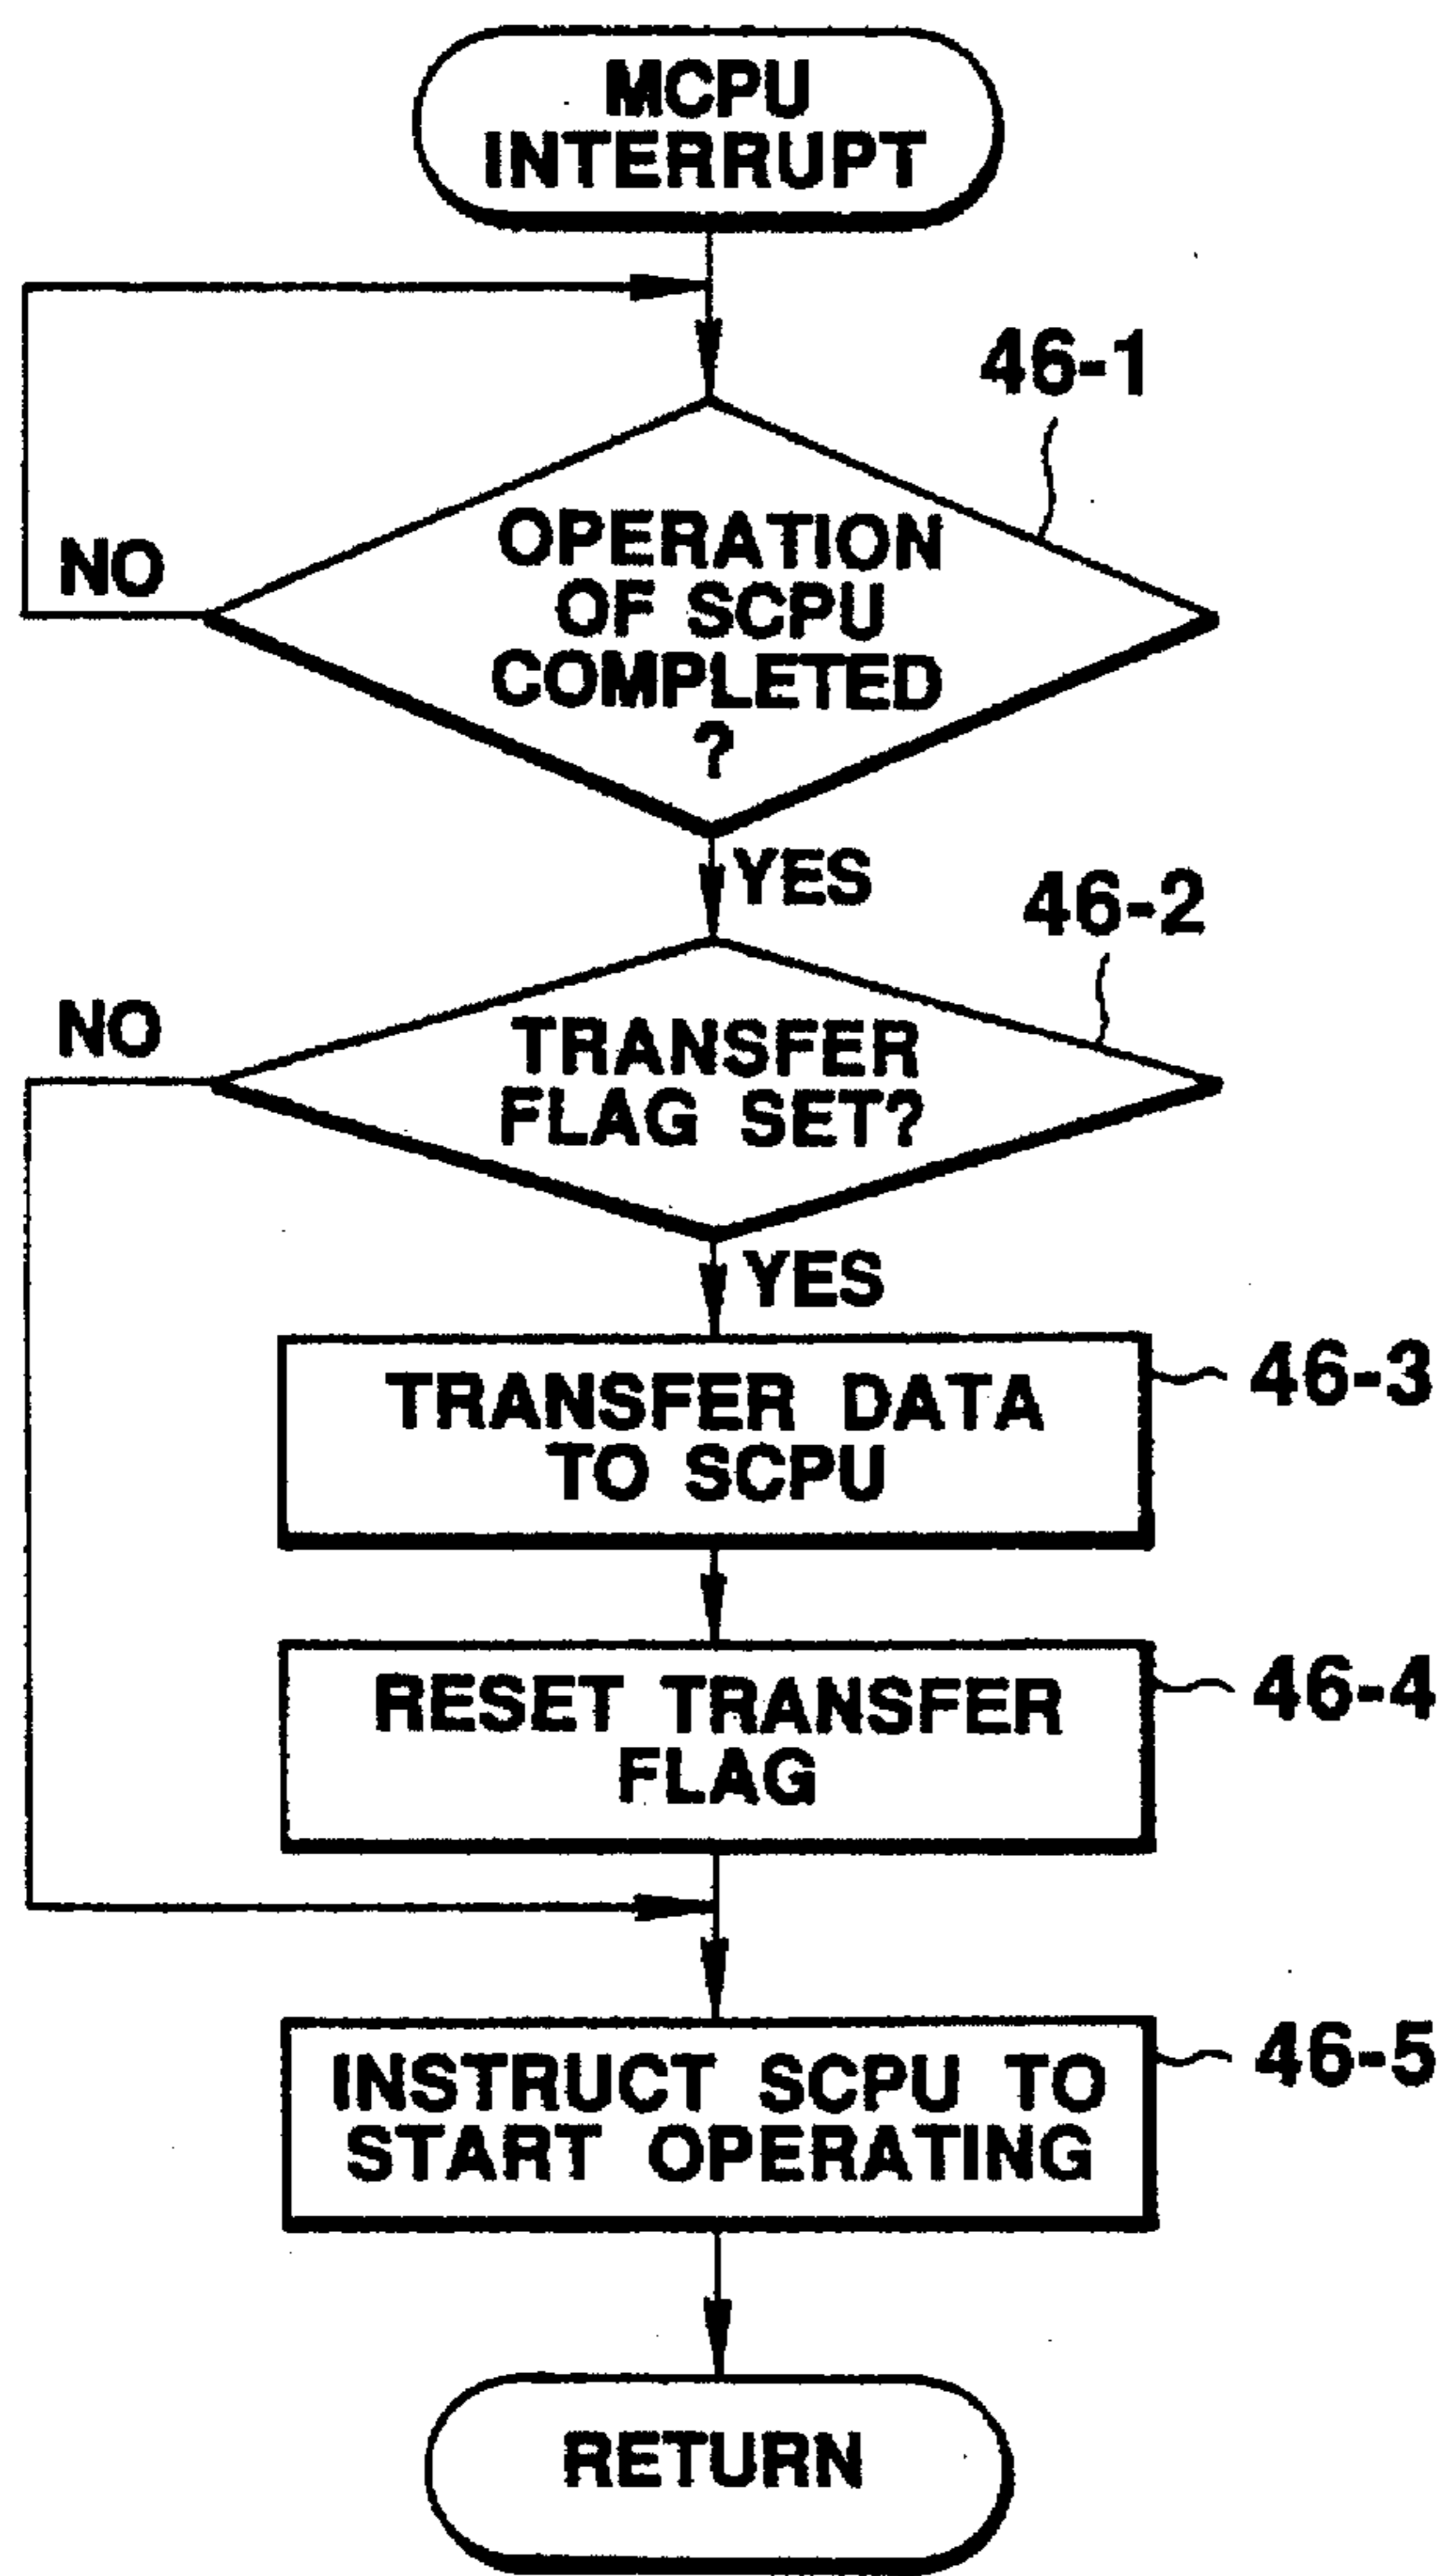 MCPU
INTERRUPT
46-1
OPERATION
OF SCPU
COMPLETED
?
NO
YES
46-2
NO
TRANSFER
FLAG SET?
YES
TRANSFER DATA
TO SCPU
46-3
RESET TRANSFER
FLAG
46-4
INSTRUCT SCPU TO
START OPERATING
46-5
RETURN